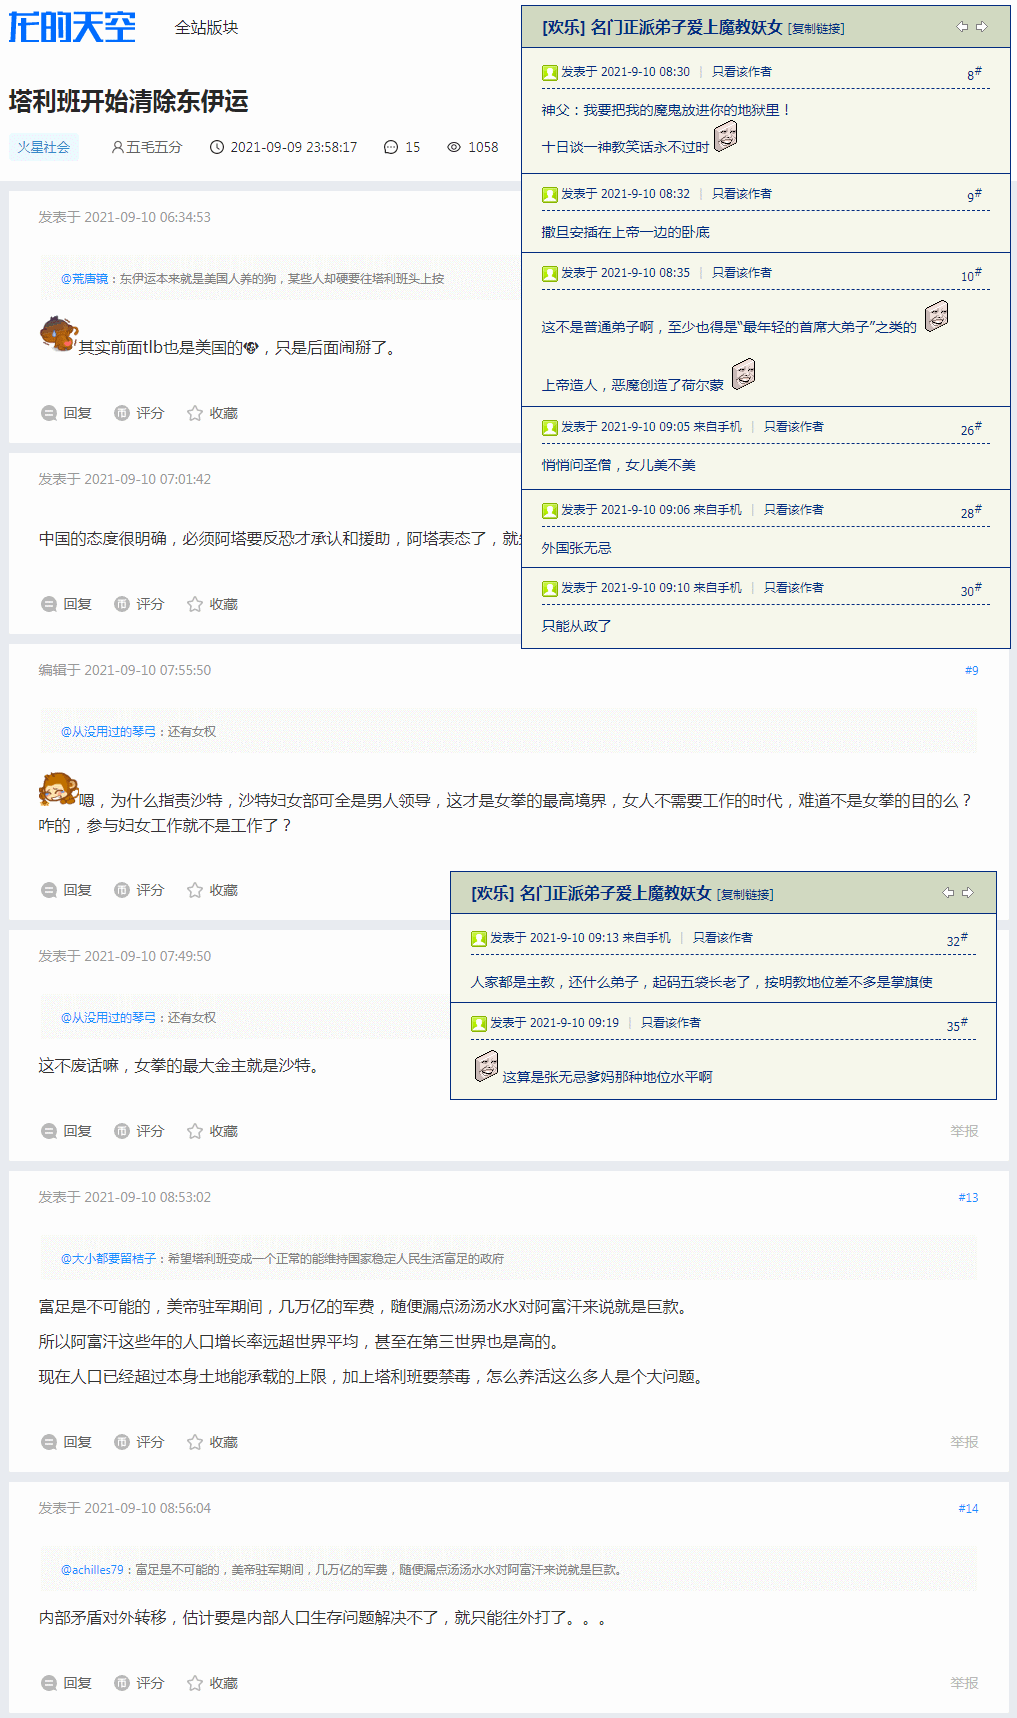 龙的天空
全站版块
塔利班开始清除东伊运
火星社会 五毛五分 2021-09-09 23:58:17 15 1058
发表于 2021-09-10 06:34:53
@荒唐镜：东伊运本来就是美国人养的狗，某些人却硬要往塔利班头上按
其实前面tlb也是美国的，只是后面闹掰了。
回复 评分 收藏
发表于 2021-09-10 07:01:42
中国的态度很明确，必须阿塔要反恐才承认和援助，阿塔表态了，就
回复 评分 收藏
编辑于 2021-09-10 07:55:50 #9
@从没用过的琴弓：还有女权
嗯，为什么指责沙特，沙特妇女部可全是男人领导，这才是女拳的最高境界，女人不需要工作的时代，难道不是女拳的目的么？
咋的，参与妇女工作就不是工作了？
回复 评分 收藏
发表于 2021-09-10 07:49:50
@从没用过的琴弓：还有女权
这不废话嘛，女拳的最大金主就是沙特。
回复 评分 收藏 举报
发表于 2021-09-10 08:53:02 #13
@大小都要留桔子：希望塔利班变成一个正常的能维持国家稳定人民生活富足的政府
富足是不可能的，美帝驻军期间，几万亿的军费，随便漏点汤汤水水对阿富汗来说就是巨款。
所以阿富汗这些年的人口增长率远超世界平均，甚至在第三世界也是高的。
现在人口已经超过本身土地能承载的上限，加上塔利班要禁毒，怎么养活这么多人是个大问题。
回复 评分 收藏 举报
发表于 2021-09-10 08:56:04 #14
@achilles79：富足是不可能的，美帝驻军期间，几万亿的军费，随便漏点汤汤水水对阿富汗来说就是巨款。
内部矛盾对外转移，估计要是内部人口生存问题解决不了，就只能往外打了。。。
回复 评分 收藏 举报
[欢乐] 名门正派弟子爱上魔教妖女 [复制链接]
发表于 2021-9-10 08:30 | 只看该作者 8#
神父：我要把我的魔鬼放进你的地狱里！
十日谈一神教笑话永不过时
发表于 2021-9-10 08:32 | 只看该作者 9#
撒旦安插在上帝一边的卧底
发表于 2021-9-10 08:35 | 只看该作者 10#
这不是普通弟子啊，至少也得是“最年轻的首席大弟子”之类的
上帝造人，恶魔创造了荷尔蒙
发表于 2021-9-10 09:05 来自手机 | 只看该作者 26#
悄悄问圣僧，女儿美不美
发表于 2021-9-10 09:06 来自手机 | 只看该作者 28#
外国张无忌
发表于 2021-9-10 09:10 来自手机 | 只看该作者 30#
只能从政了
[欢乐] 名门正派弟子爱上魔教妖女 [复制链接]
发表于 2021-9-10 09:13 来自手机 | 只看该作者 32#
人家都是主教，还什么弟子，起码五袋长老了，按明教地位差不多是掌旗使
发表于 2021-9-10 09:19 | 只看该作者 35#
这算是张无忌爹妈那种地位水平啊